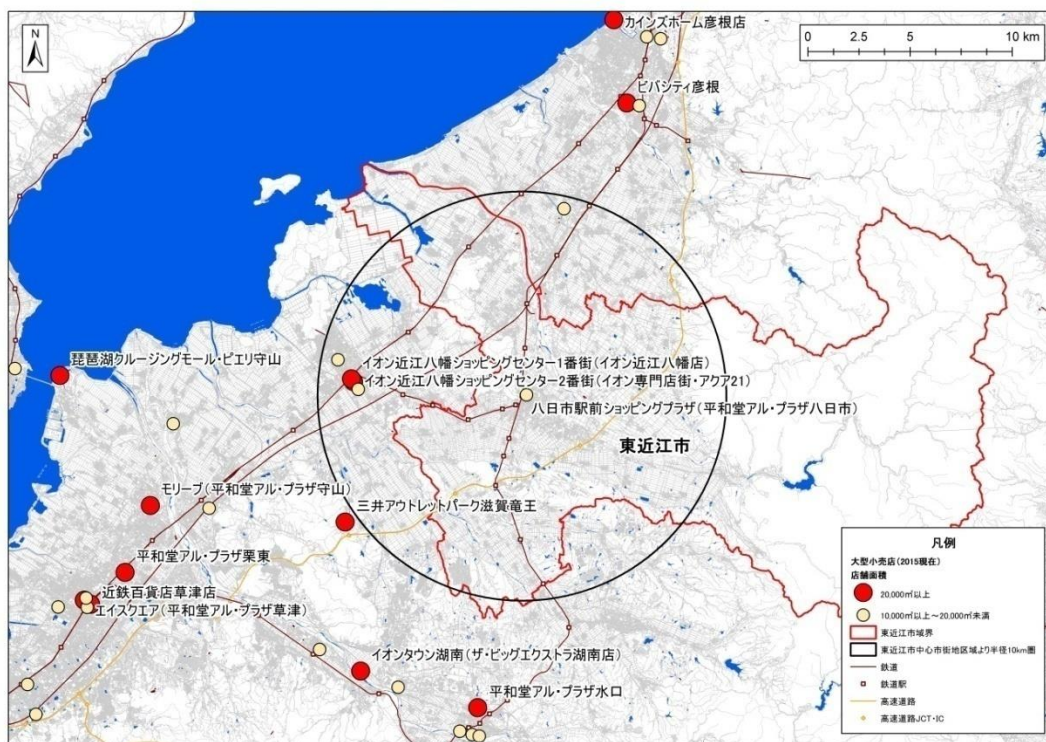 N
0 2.5 5 10 km
カインズホーム彦根店
ビバシティ彦根
琵琶湖クルージングモール・ピエリ守山
イオン近江八幡ショッピングセンター1番街(イオン近江八幡店)
イオン近江八幡ショッピングセンター2番街(イオン専門店街・アクア21)
八日市駅前ショッピングプラザ(平和堂アル・プラザ八日市)
東近江市
モリーブ(平和堂アル・プラザ守山)
三井アウトレットパーク滋賀竜王
平和堂アル・プラザ栗東
近鉄百貨店草津店
エイスクエア(平和堂アル・プラザ草津)
イオンタウン湖南(ザ・ビッグエクストラ湖南店)
平和堂アル・プラザ水口
凡例
大型小売店(2015現在)
店舗面積
20,000㎡以上
10,000㎡以上~20,000㎡未満
東近江市域界
東近江市中心市街地区域より半径10km圏
鉄道
鉄道駅
高速道路
高速道路JCT・IC